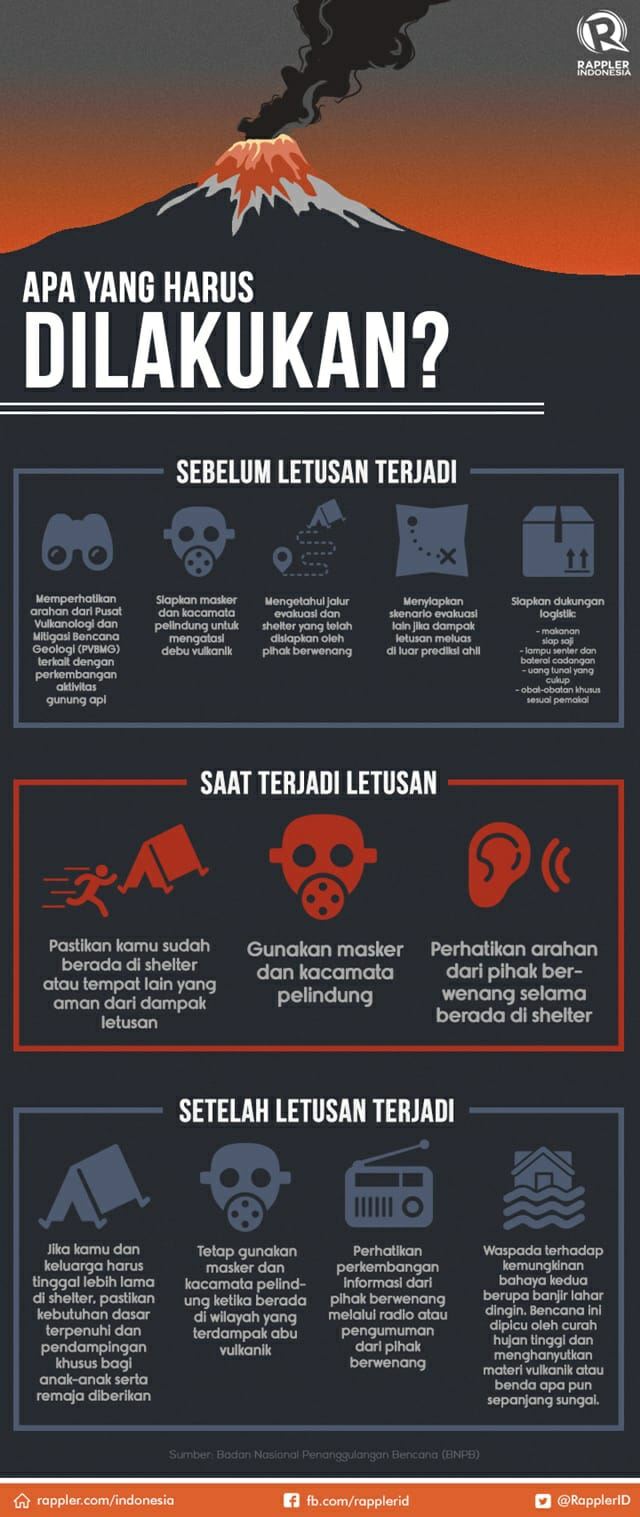 RAPPLER
INDONESIA
APA YANG HARUS
DILAKUKAN?
SEBELUM LETUSAN TERJADI
Memperhatikan
arahan dari Pusat
Vulkanologi dan
Mitigasi Bencana
Geologi (PVBMG)
terkait dengan
perkembangan
aktivitas
gunung api
Siapkan masker
dan kacamata
pelindung untuk
mengatasi
debu vulkanik
Mengetahui jalur
evakuasi dan
shelter yang telah
disiapkan oleh
pihak berwenang
Menyiapkan
skenario evakuasi
lain jika dampak
letusan meluas
di luar prediksi ahli
Siapkan dukungan
logistik:
- makanan
siap saji
- lampu senter dan
baterai cadangan
- uang tunai yang
cukup
- obat-obatan khusus
sesuai pemakai
SAAT TERJADI LETUSAN
Pastikan kamu sudah
berada di shelter
atau tempat lain yang
aman dari dampak
letusan
Gunakan masker
dan kacamata
pelindung
Perhatikan arahan
dari pihak ber-
wenang selama
berada di shelter
SETELAH LETUSAN TERJADI
Jika kamu dan
keluarga harus
tinggal lebih lama
di shelter, pastikan
kebutuhan dasar
terpenuhi dan
pendampingan
khusus bagi
anak-anak serta
remaja diberikan
Tetap gunakan
masker dan
kacamata pelind-
ung ketika berada
di wilayah yang
terdampak abu
vulkanik
Perhatikan
perkembangan
informasi dari
pihak berwenang
melalui radio atau
pengumuman
dari pihak
berwenang
Waspada terhadap
kemungkinan
bahaya kedua
berupa banjir lahar
dingin. Bencana ini
dipicu oleh curah
hujan tinggi dan
menghanyutkan
materi vulkanik atau
benda apa pun
sepanjang sungai.
Sumber: Badan Nasional Penanggulangan Bencana (BNPB)
rappler.com/indonesia
fb.com/rapplerid
@RapplerID